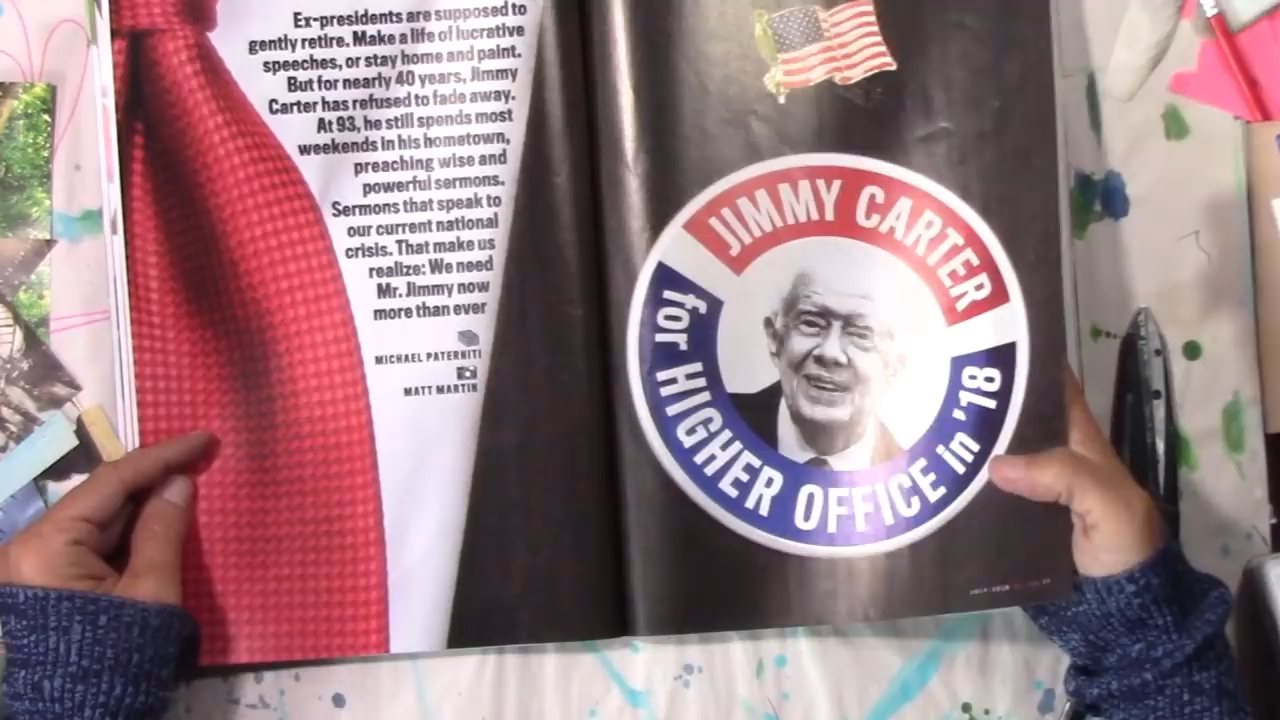 Ex-presidents are supposed to
gently retire. Make a life of lucrative
speeches, or stay home and paint.
But for nearly 40 years, Jimmy
Carter has refused to fade away.
At 93, he still spends most
weekends in his hometown,
preaching wise and
powerful sermons.
Sermons that speak to
our current national
crisis. That make us
realize: We need
Mr. Jimmy now
more than ever
MICHAEL PATERNITI
MATT MARTIN
JIMMY CARTER
for HIGHER OFFICE in '18